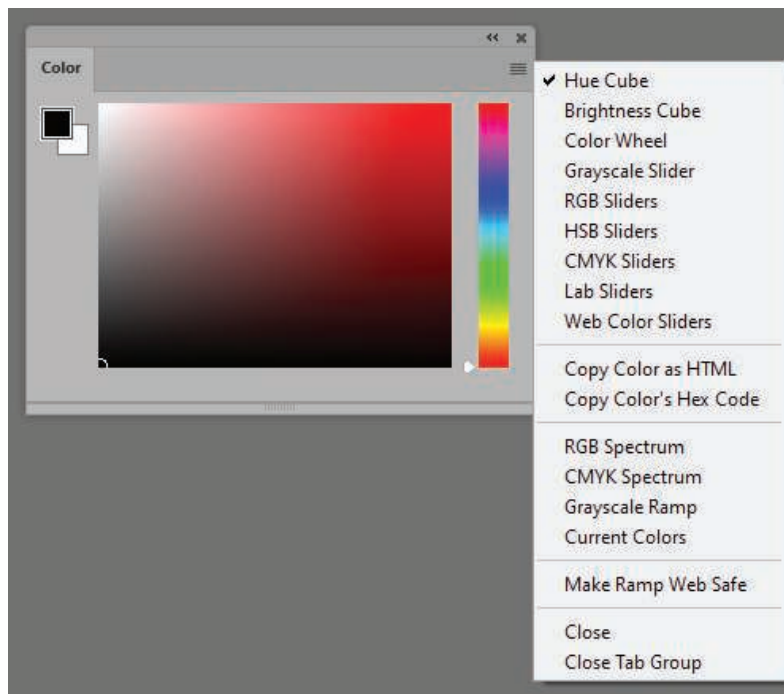 Color
Hue Cube
Brightness Cube
Color Wheel
Grayscale Slider
RGB Sliders
HSB Sliders
CMYK Sliders
Lab Sliders
Web Color Sliders
Copy Color as HTML
Copy Color's Hex Code
RGB Spectrum
CMYK Spectrum
Grayscale Ramp
Current Colors
Make Ramp Web Safe
Close
Close Tab Group